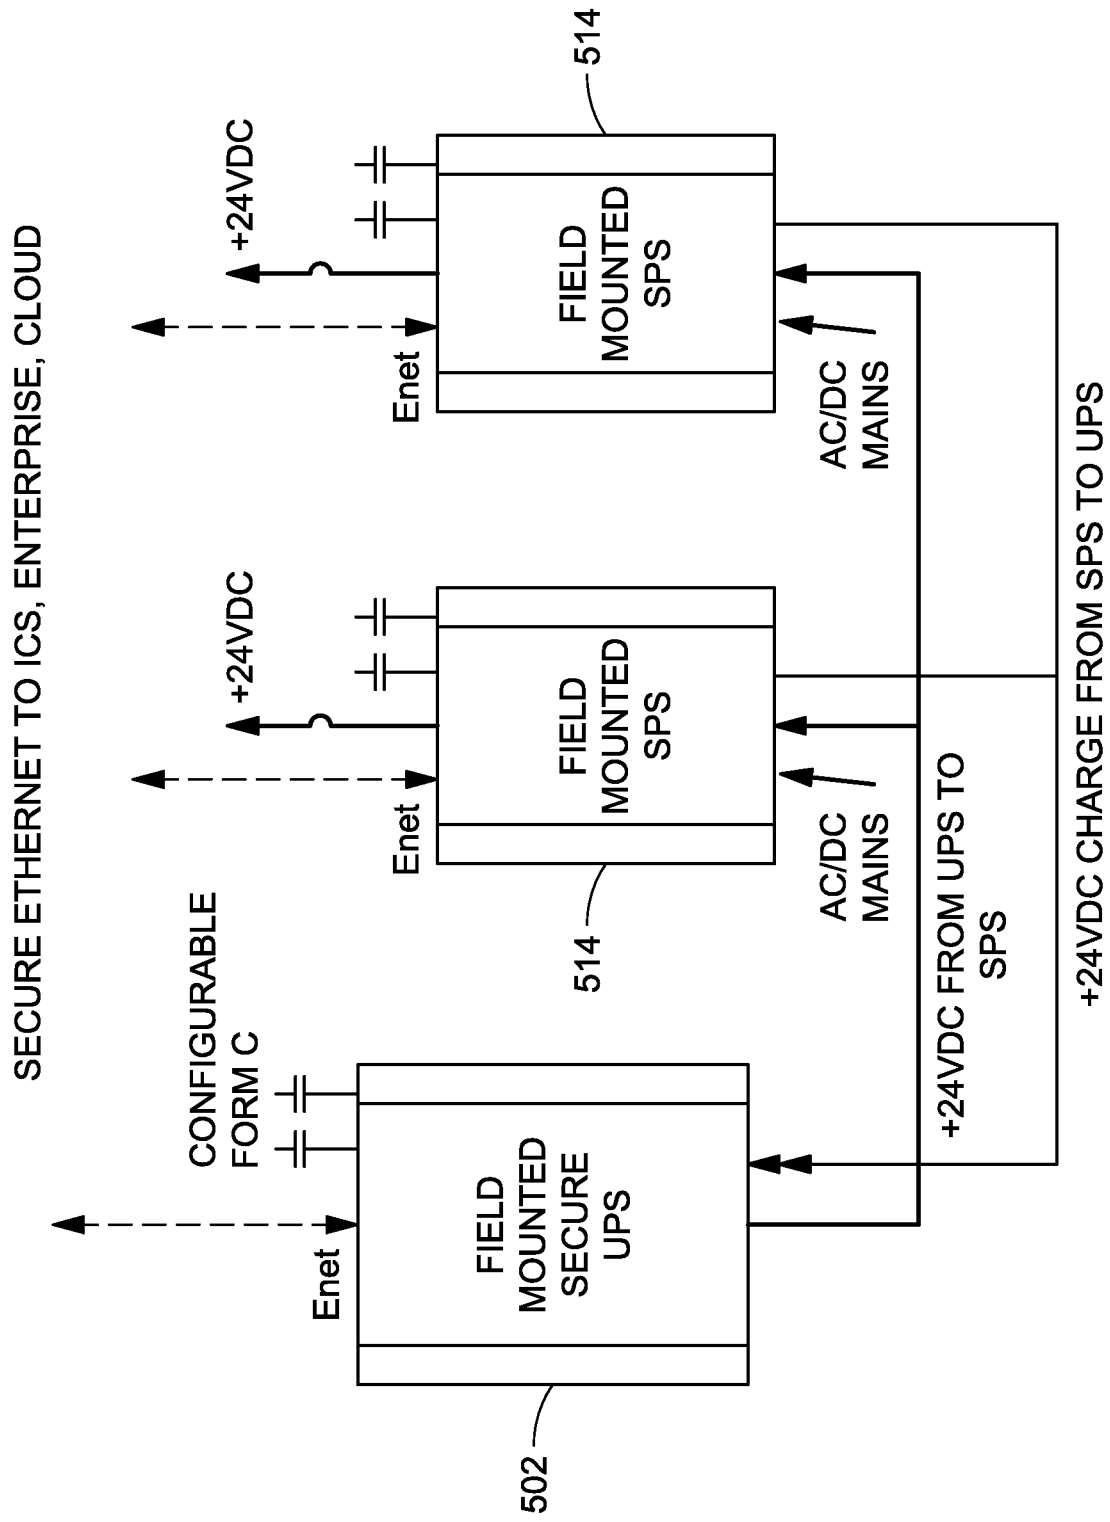 SECURE ETHERNET TO ICS, ENTERPRISE, CLOUD
CONFIGURABLE
FORM C
+24VDC
+24VDC
Enet
Enet
Enet
FIELD
MOUNTED
SECURE
UPS
FIELD
MOUNTED
SPS
FIELD
MOUNTED
SPS
502
514
514
AC/DC
MAINS
AC/DC
MAINS
+24VDC FROM UPS TO
SPS
+24VDC CHARGE FROM SPS TO UPS